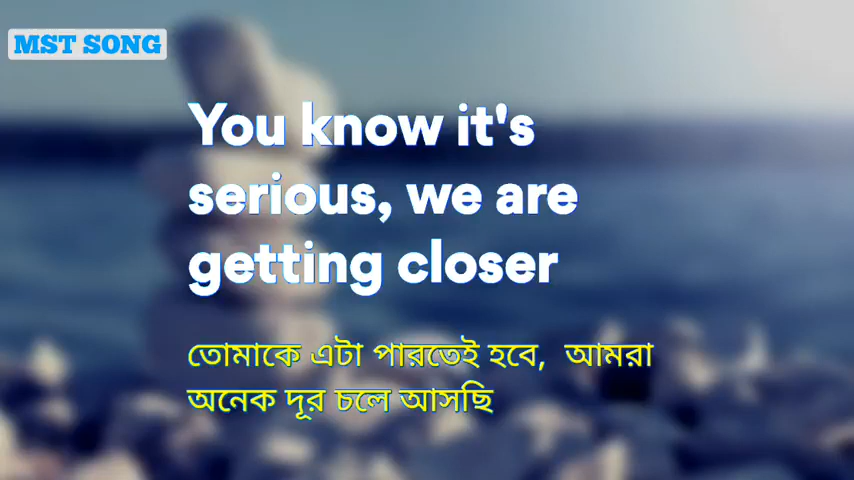 MST SONG
You know it's
serious, we are
getting closer
তোমাকে এটা পারতেই হবে, আমরা
অনেক দূর চলে আসছি